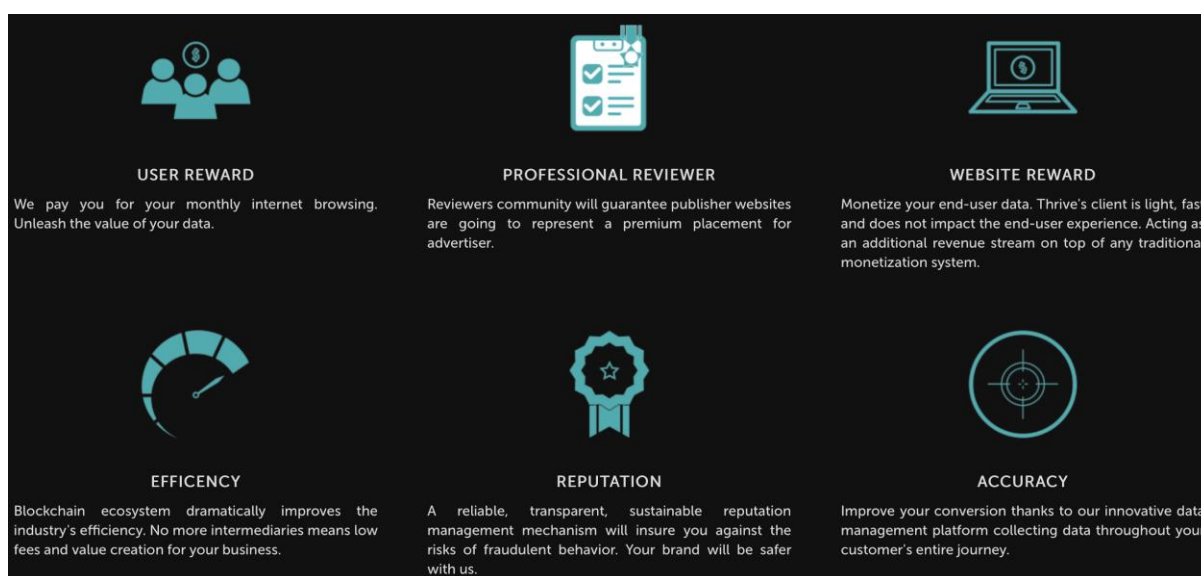 USER REWARD
We pay you for your monthly internet browsing.
Unleash the value of your data.
PROFESSIONAL REVIEWER
Reviewers community will guarantee publisher websites
are going to represent a premium placement for
advertiser.
WEBSITE REWARD
Monetize your end-user data. Thrive's client is light, fast
and does not impact the end-user experience. Acting as
an additional revenue stream on top of any traditional
monetization system.
EFFICENCY
Blockchain ecosystem dramatically improves the
industry's efficiency. No more intermediaries means low
fees and value creation for your business.
REPUTATION
A reliable, transparent, sustainable reputation
management mechanism will insure you against the
risks of fraudulent behavior. Your brand will be safer
with us.
ACCURACY
Improve your conversion thanks to our innovative data
management platform collecting data throughout your
customer's entire journey.